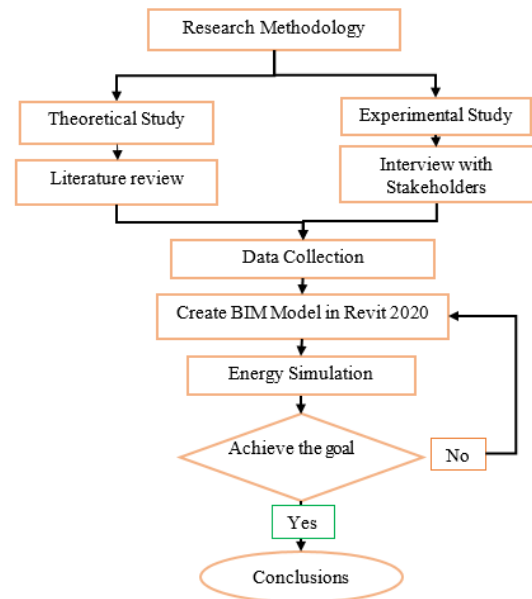 Research Methodology
Theoretical Study
Experimental Study
Literature review
Interview with
Stakeholders
Data Collection
Create BIM Model in Revit 2020
Energy Simulation
Achieve the goal
No
Yes
Conclusions